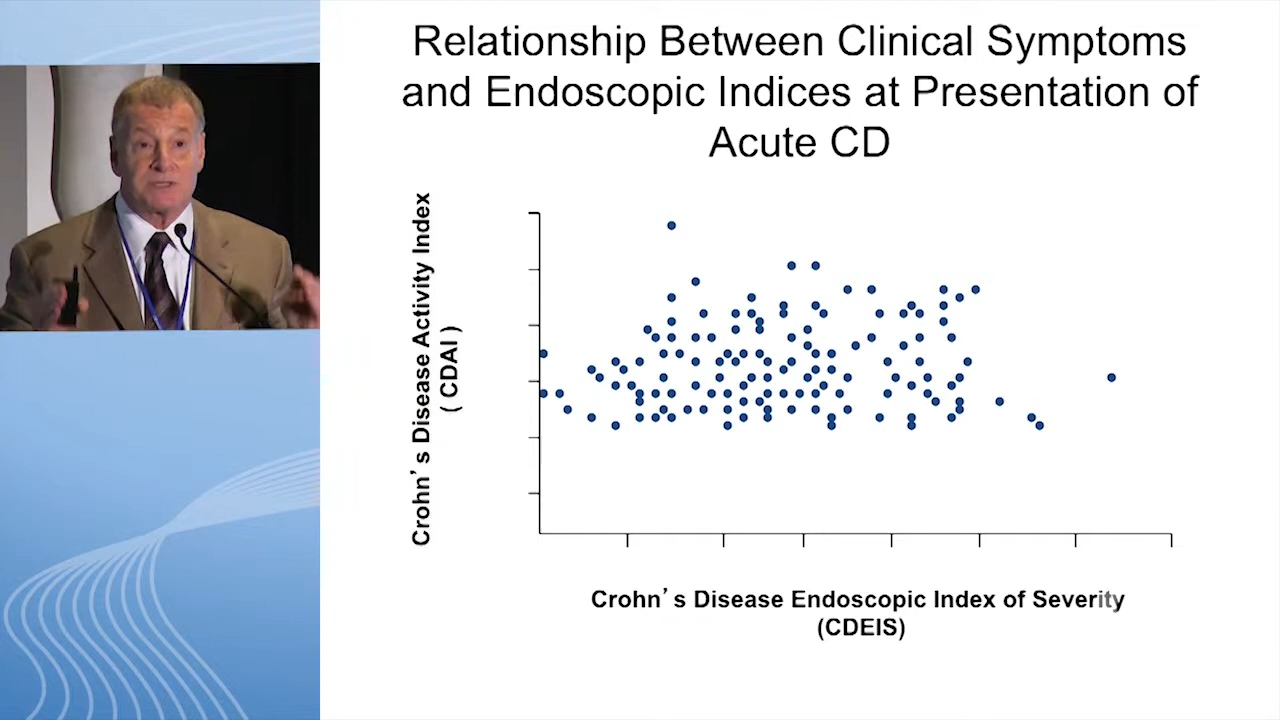 Relationship Between Clinical Symptoms
and Endoscopic Indices at Presentation of
Acute CD
Crohn’s Disease Activity Index
( CDAI )
Crohn’s Disease Endoscopic Index of Severity
(CDEIS)